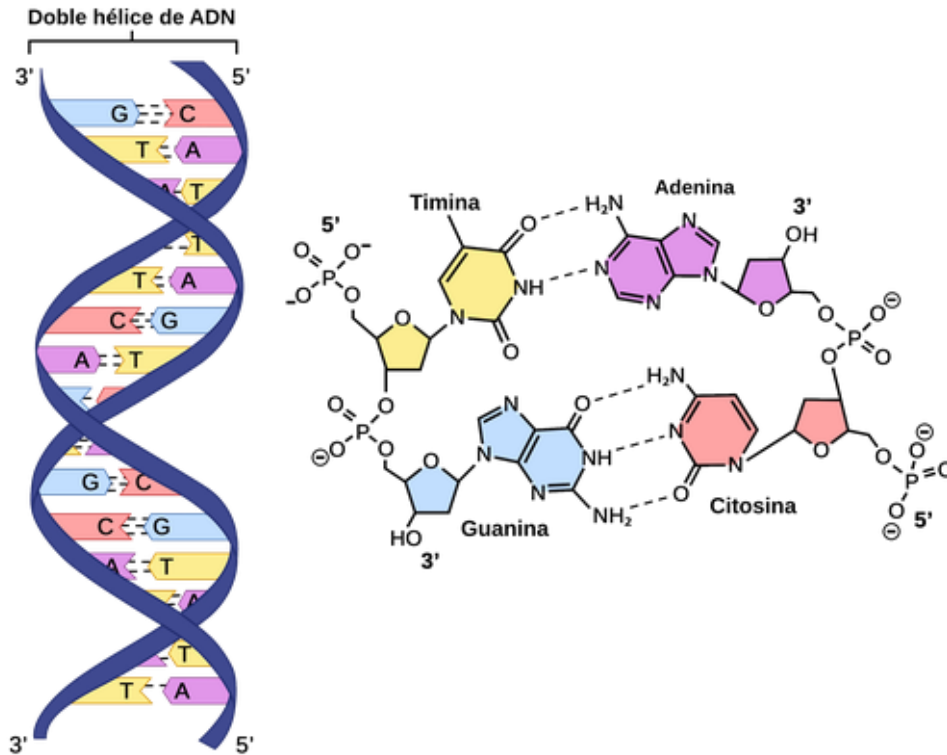 Doble hélice de ADN
3' 5'
G C
T A
A T
T
T A
C G
A T
G C
C G
A T
A
T
T A
3' 5'
Timina
Adenina
5'
3'
O
H₂N
N
OH
O
P
O⁻
⁻O
O
N
N
N
O
NH
N
O
O
N
O
O
P
O
⊖
O
O
O
H₂N
O
P
O
⊖
O
N
O
N
N
NH
N
O
N
O
O
O
P
O
O
⊖
⊖
5'
NH₂
HO
3'
Guanina
Citosina